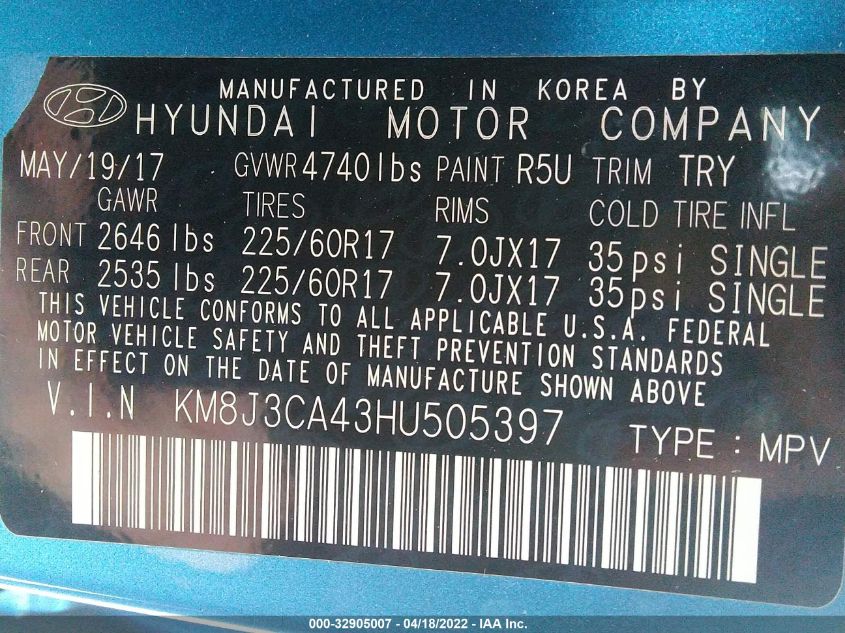 MANUFACTURED IN KOREA BY
HYUNDAI MOTOR COMPANY
MAY/19/17 GVWR 4740 lbs PAINT R5U TRIM TRY
GAWR TIRES RIMS COLD TIRE INFL
FRONT 2646 lbs 225/60R17 7.0JX17 35psi SINGLE
REAR 2535 lbs 225/60R17 7.0JX17 35psi SINGLE
THIS VEHICLE CONFORMS TO ALL APPLICABLE U.S.A. FEDERAL
MOTOR VEHICLE SAFETY AND THEFT PREVENTION STANDARDS
IN EFFECT ON THE DATE OF MANUFACTURE SHOWN ABOVE
V.I.N KM8J3CA43HU505397
TYPE : MPV
000-32905007 - 04/18/2022 - IAA Inc.